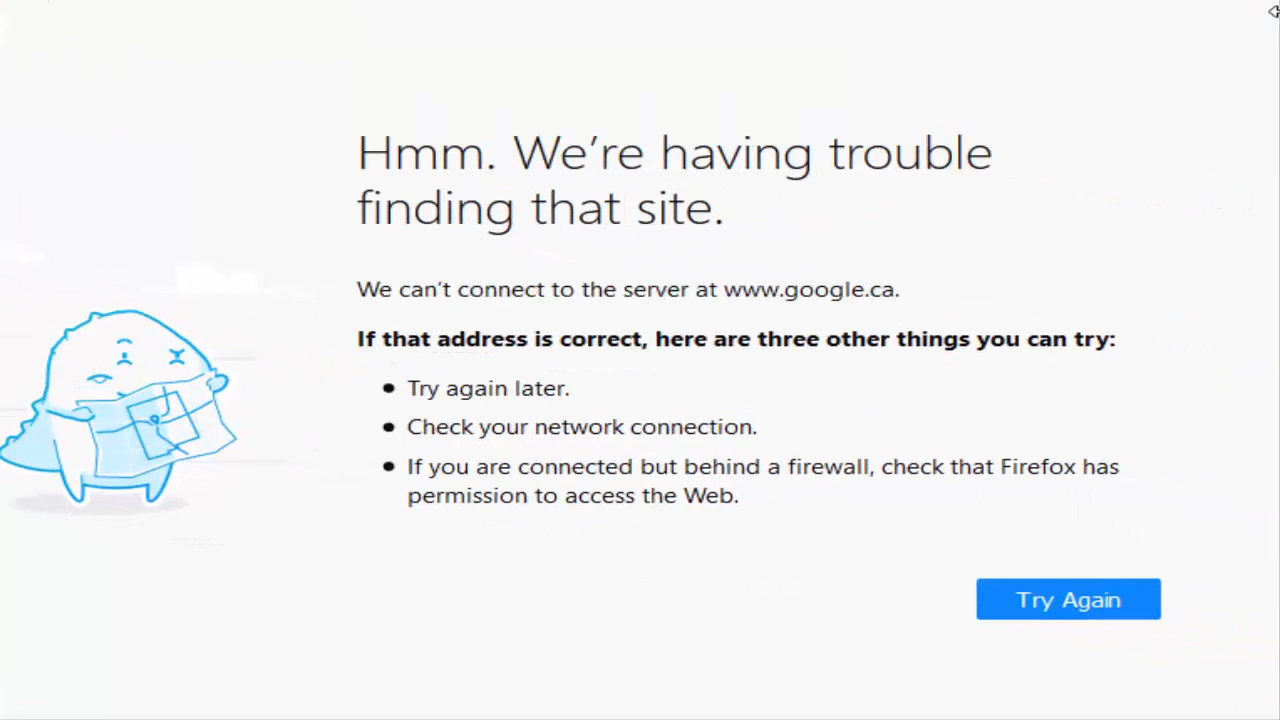 Hmm. We’re having trouble
finding that site.
We can’t connect to the server at www.google.ca.
If that address is correct, here are three other things you can try:
● Try again later.
● Check your network connection.
● If you are connected but behind a firewall, check that Firefox has
permission to access the Web.
Try Again